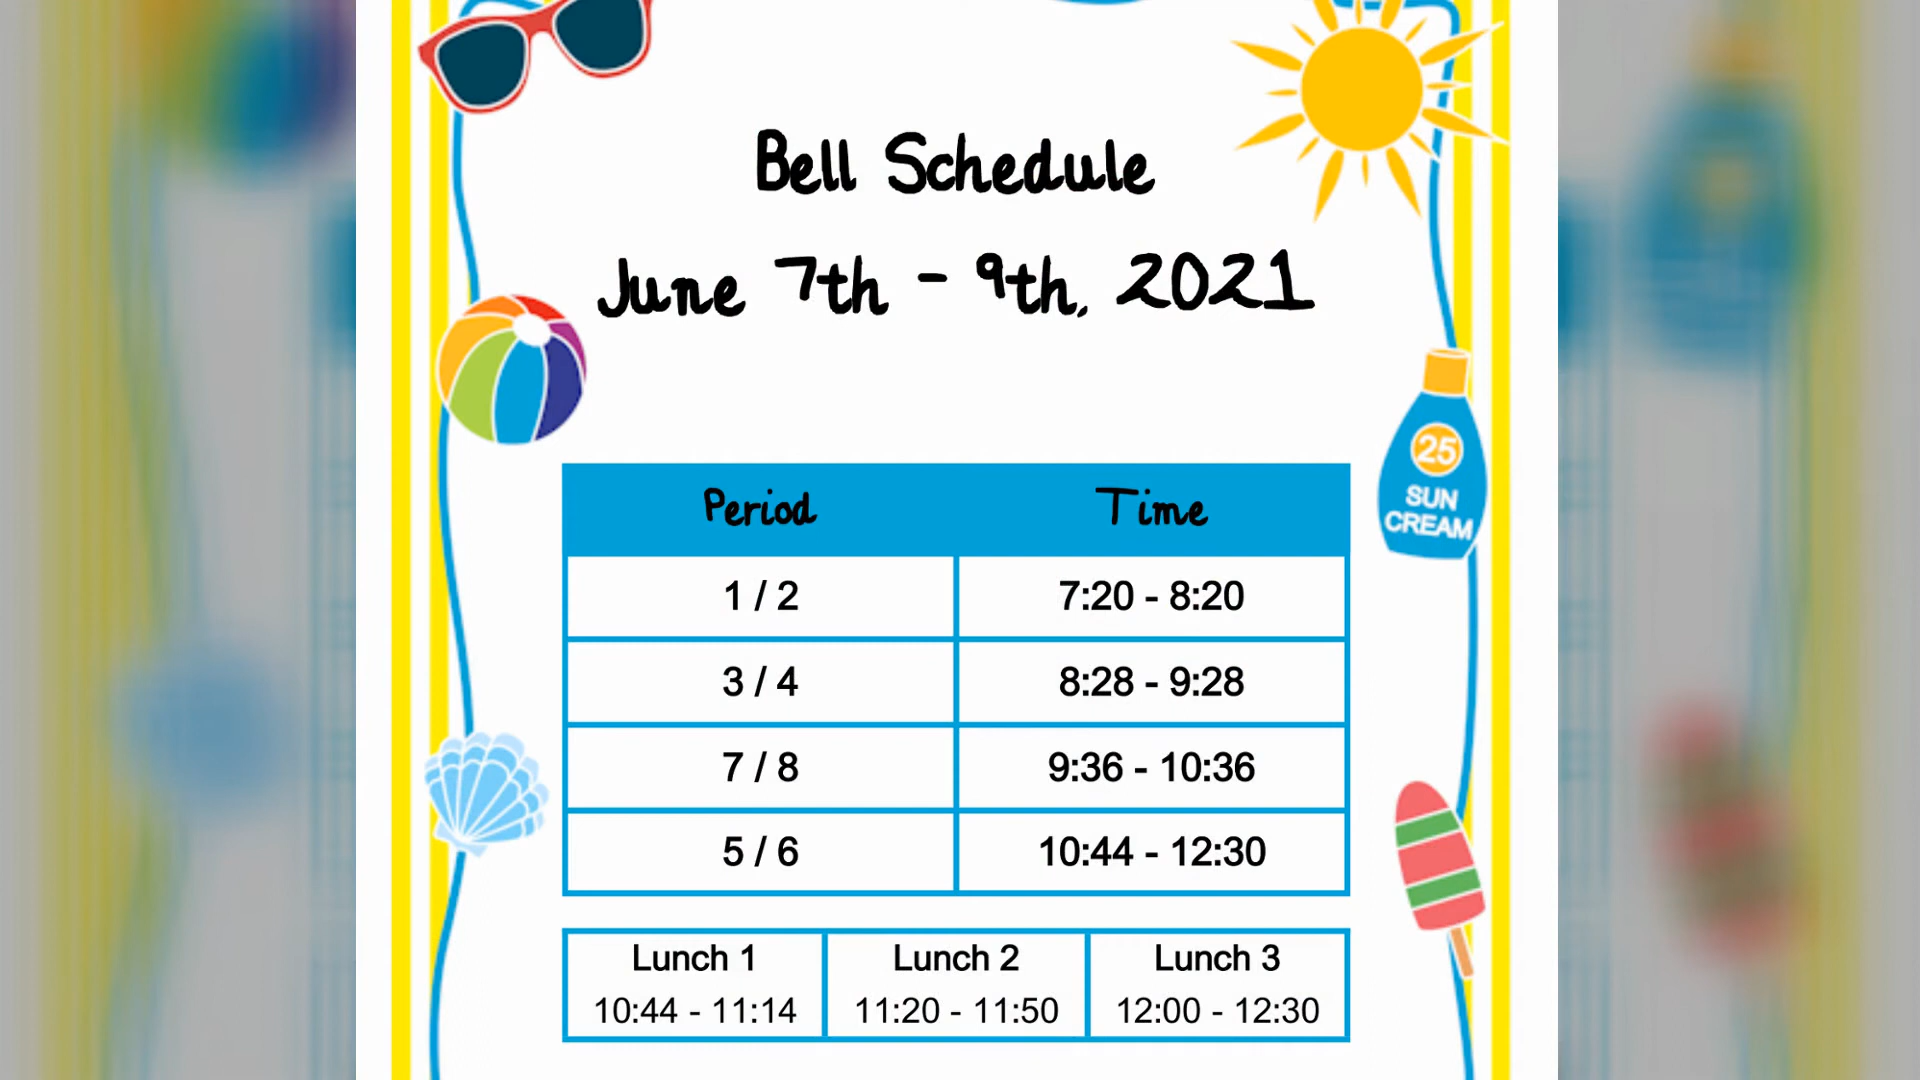 Bell Schedule
June 7th - 9th, 2021
Period Time
1 / 2 7:20 - 8:20
3 / 4 8:28 - 9:28
7 / 8 9:36 - 10:36
5 / 6 10:44 - 12:30
25
SUN
CREAM
Lunch 1 Lunch 2 Lunch 3
10:44 - 11:14 11:20 - 11:50 12:00 - 12:30